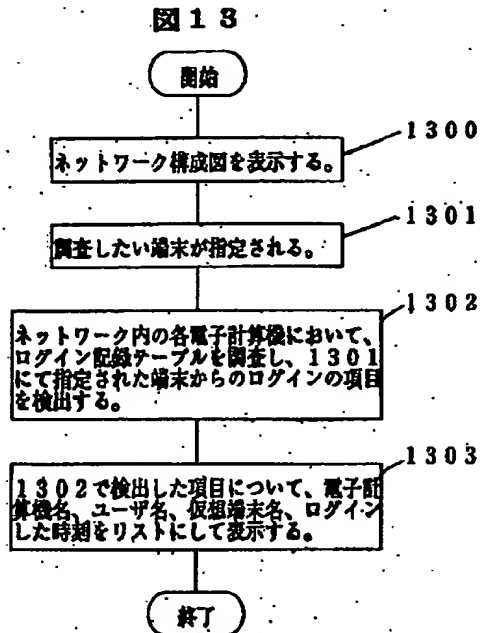 図13
開始
1300
ネットワーク構成図を表示する。
1301
調査したい端末が指定される。
1302
ネットワーク内の各電子計算機において、
ログイン記録テーブルを調査し、1301
にて指定された端末からのログインの項目
を検出する。
1303
1302で検出した項目について、電子計
算機名、ユーザ名、仮想端末名、ログイン
した時刻をリストにして表示する。
終了